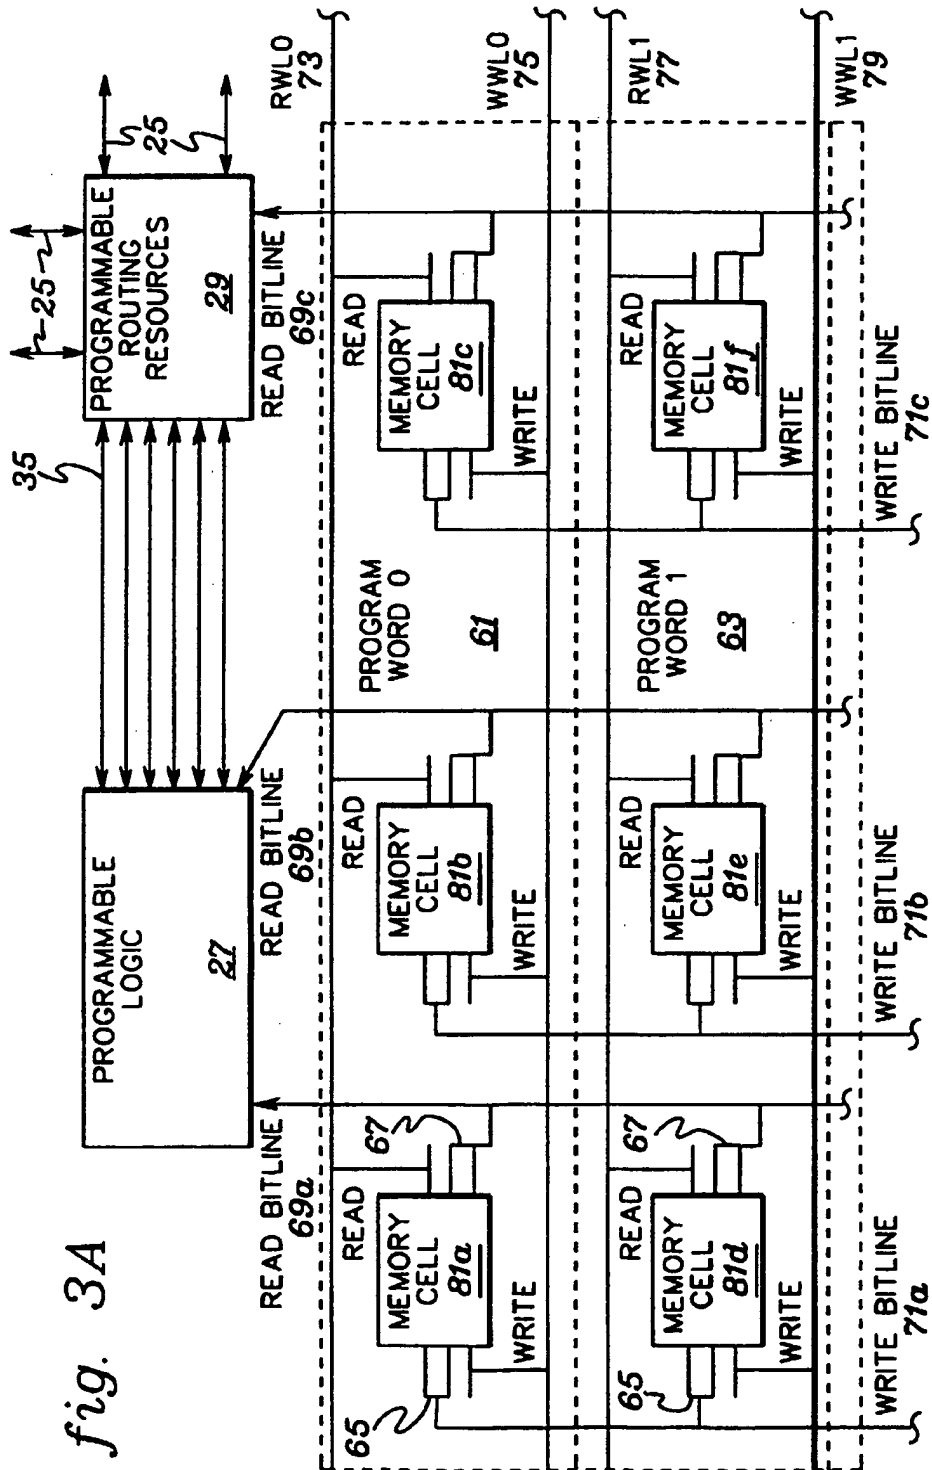 fig. 3A
PROGRAMMABLE
LOGIC
27
35
PROGRAMMABLE
ROUTING
RESOURCES
29
25
25
READ BITLINE
69a
READ BITLINE
69b
READ BITLINE
69c
RWL0
73
READ
67
READ
READ
MEMORY
CELL
81a
MEMORY
CELL
81b
MEMORY
CELL
81c
65
PROGRAM
WORD 0
61
WRITE
WRITE
WRITE
WWL0
75
RWL1
77
READ
67
READ
READ
MEMORY
CELL
81d
MEMORY
CELL
81e
MEMORY
CELL
81f
65
PROGRAM
WORD 1
63
WRITE
WRITE
WRITE
WWL1
79
WRITE BITLINE
71a
WRITE BITLINE
71b
WRITE BITLINE
71c